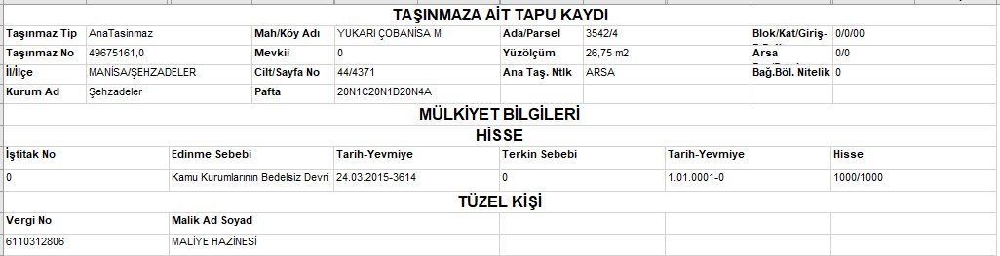 TAŞINMAZA AİT TAPU KAYDI
Taşınmaz Tip AnaTasinmaz Mah/Köy Adı YUKARI ÇOBANİSA M Ada/Parsel 3542/4 Blok/Kat/Giriş- 0/0/00
Taşınmaz No 49675161,0 Mevkii 0 Yüzölçüm 26,75 m2 Arsa 0/0
İl/İlçe MANİSA/ŞEHZADELER Cilt/Sayfa No 44/4371 Ana Taş. Ntlk ARSA Bağ.Böl. Nitelik 0
Kurum Ad Şehzadeler Pafta 20N1C20N1D20N4A
MÜLKİYET BİLGİLERİ
HİSSE
İştitak No Edinme Sebebi Tarih-Yevmiye Terkin Sebebi Tarih-Yevmiye Hisse
0 Kamu Kurumlarının Bedelsiz Devri 24.03.2015-3614 0 1.01.0001-0 1000/1000
TÜZEL KİŞİ
Vergi No Malik Ad Soyad
6110312806 MALİYE HAZİNESİ